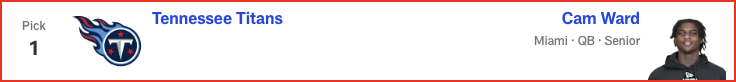 Pick
1
Tennessee Titans
Cam Ward
Miami · QB · Senior